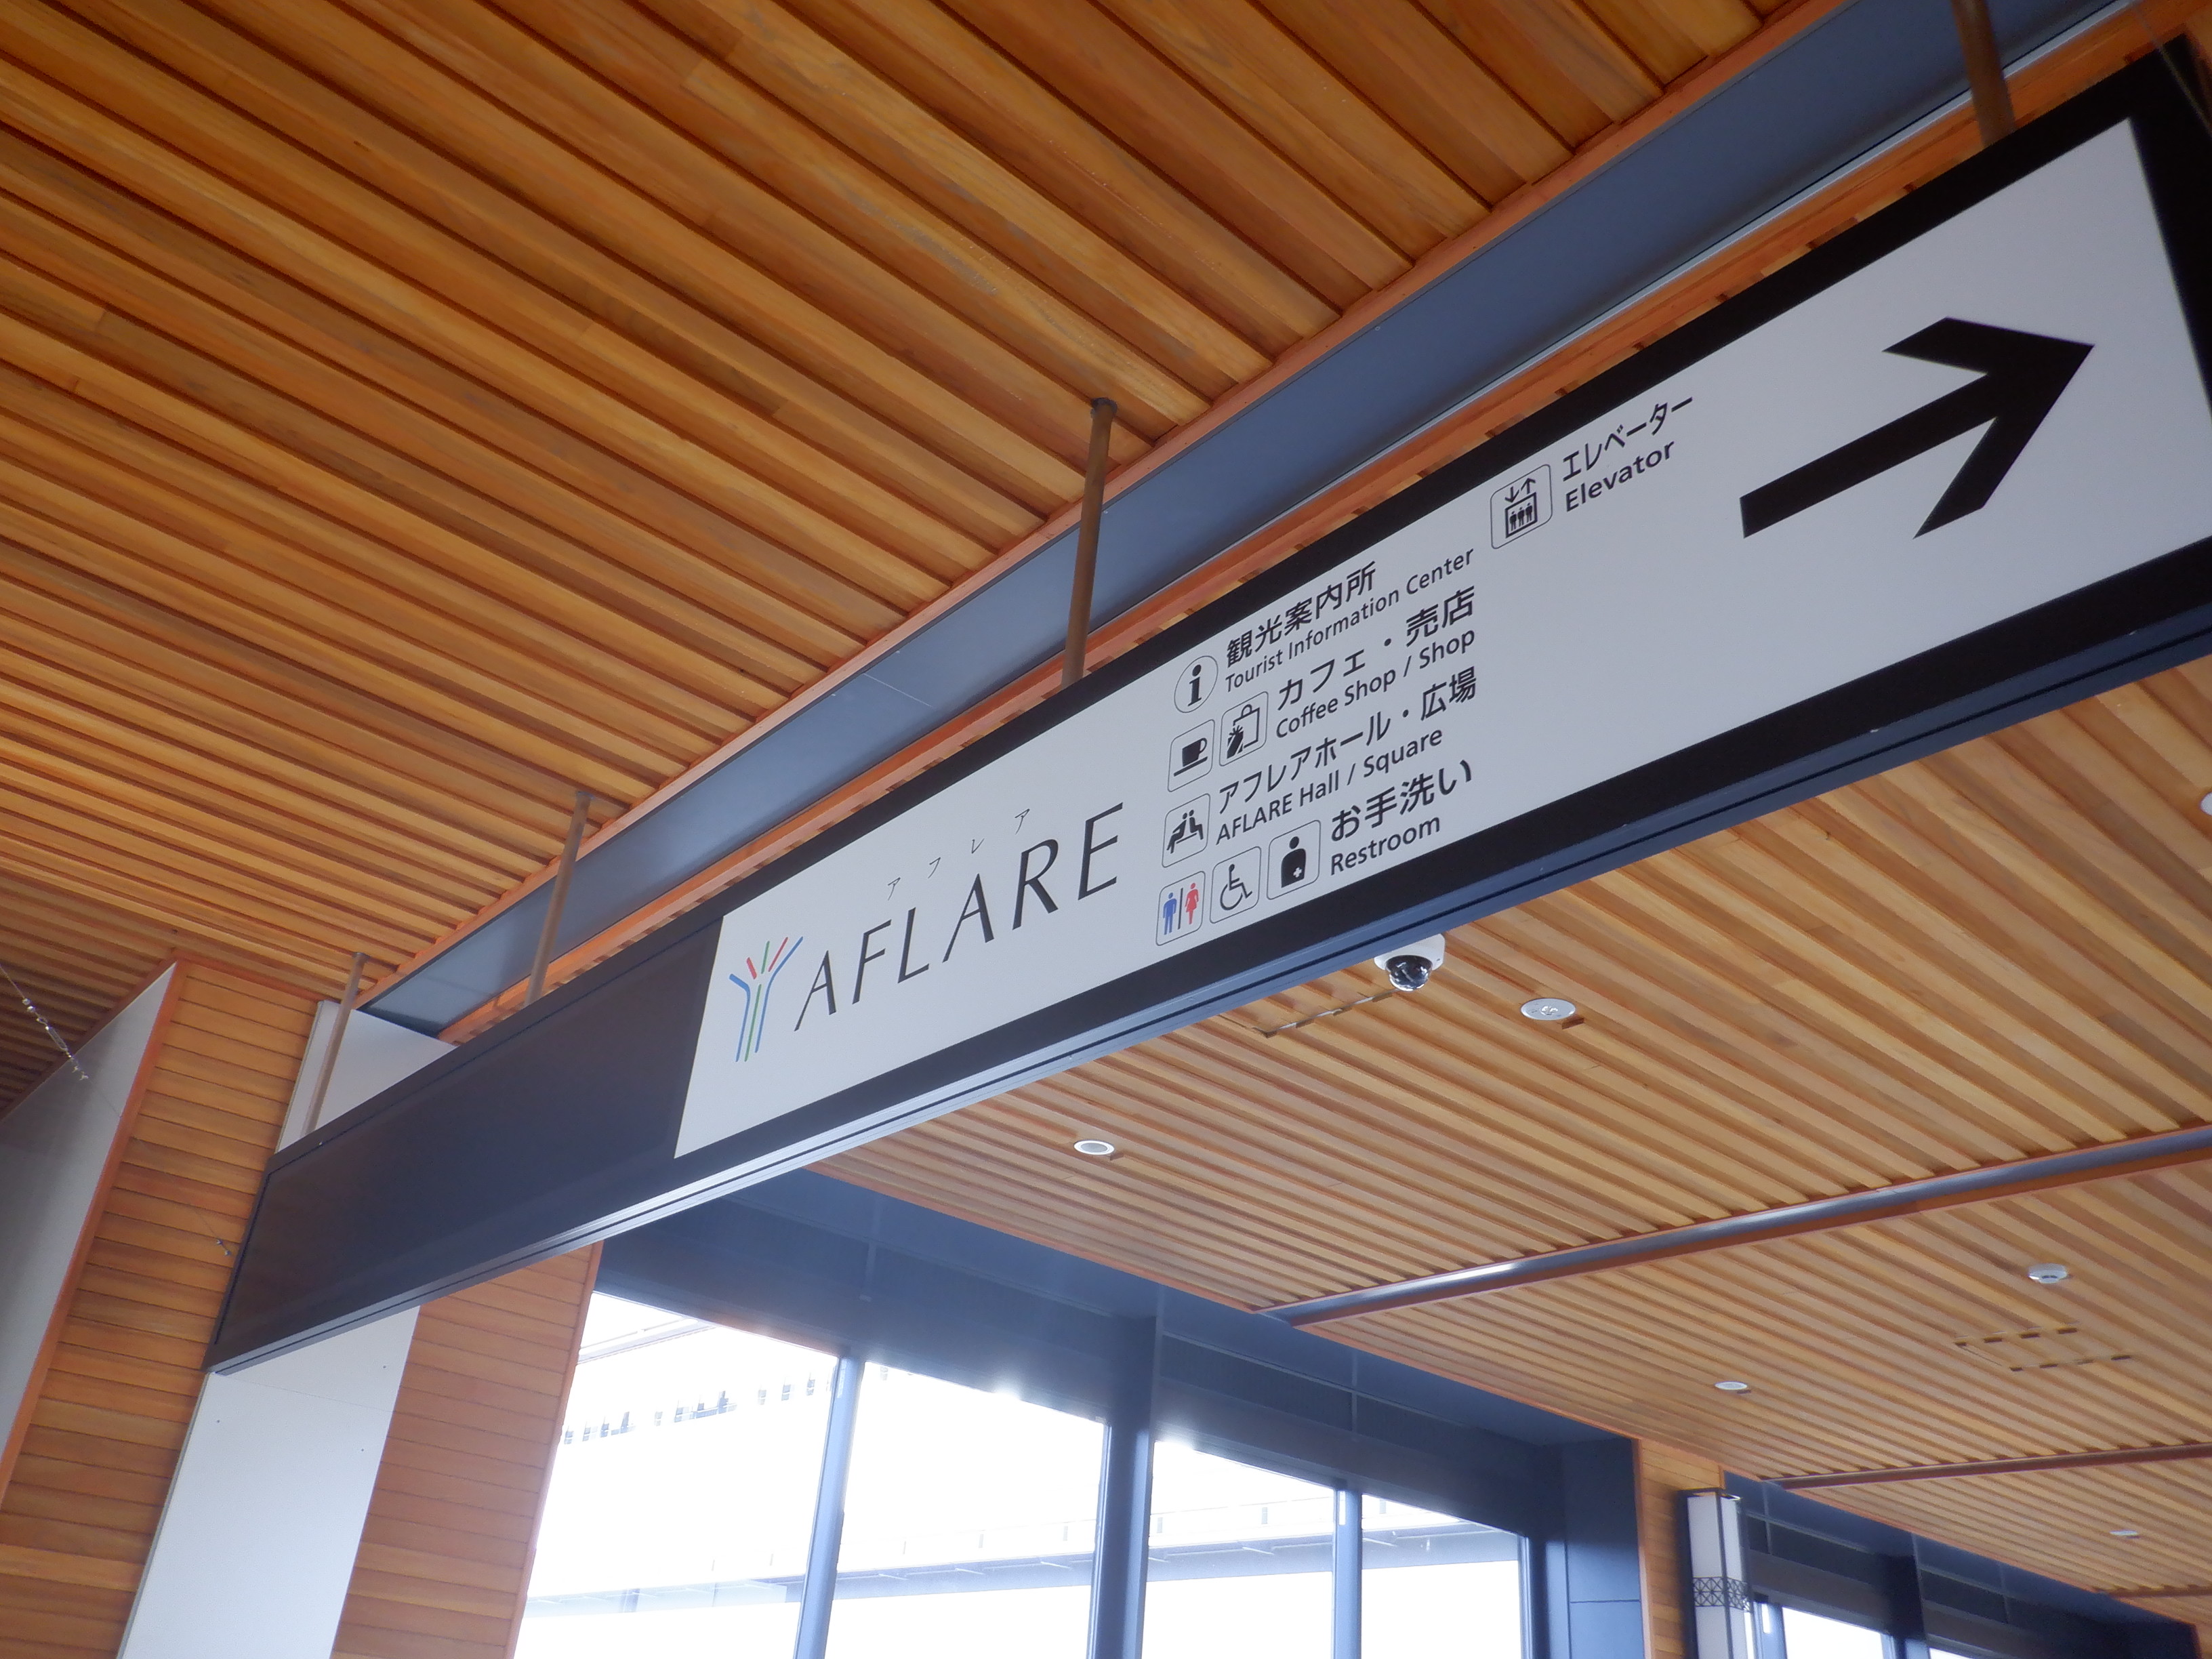 アフレア
AFLARE
観光案内所
Tourist Information Center
カフェ・売店
Coffee Shop / Shop
アフレアホール・広場
AFLARE Hall / Square
お手洗い
Restroom
エレベーター
Elevator